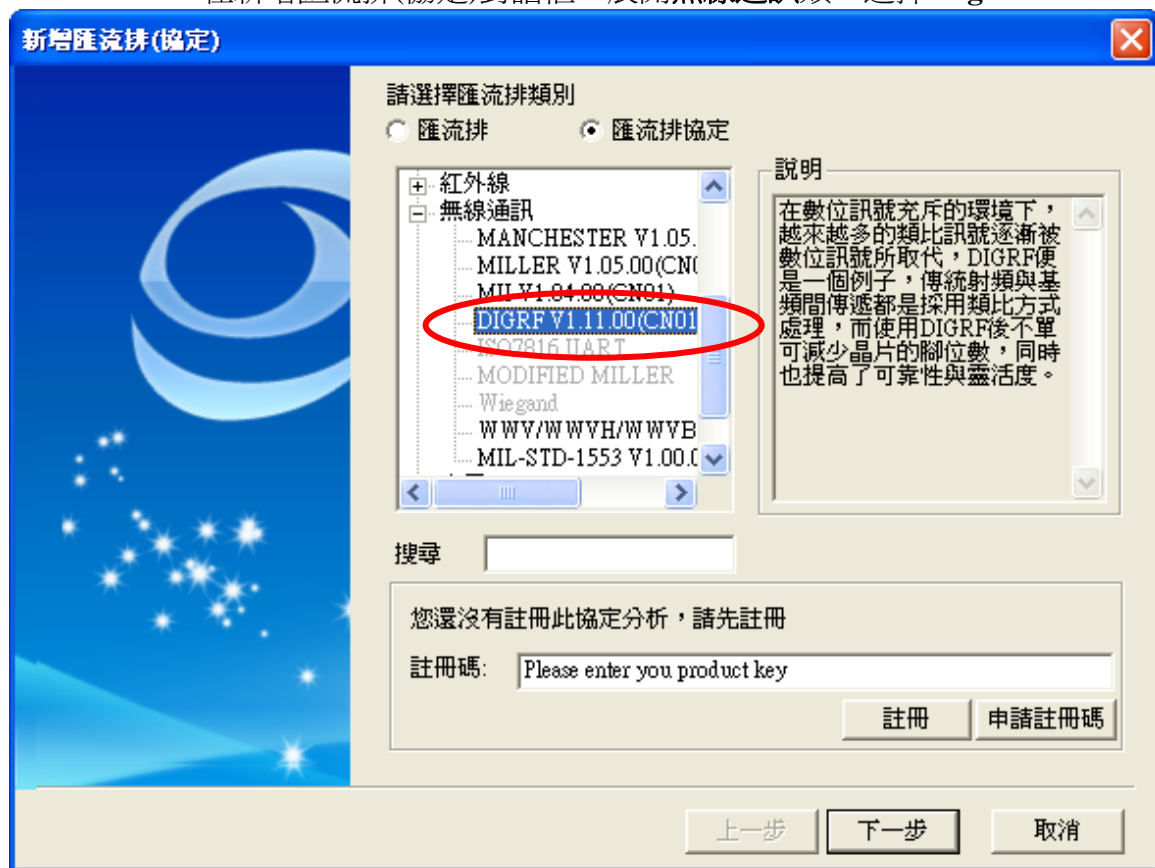 新增匯流排(協定)
請選擇匯流排類別
匯流排
匯流排協定
紅外線
無線通訊
MANCHESTER V1.05.
MILLER V1.05.00(CN0
MII V1.04.00(CN01)
DIGRF V1.11.00(CN01
ISO7816 UART
MODIFIED MILLER
Wiegand
WWV/WWVH/WWVB
MIL-STD-1553 V1.00.0
說明
在數位訊號充斥的環境下，
越來越多的類比訊號逐漸被
數位訊號所取代，DIGRF便
是一個例子，傳統射頻與基
頻間傳遞都是採用類比方式
處理，而使用DIGRF後不單
可減少晶片的腳位數，同時
也提高了可靠性與靈活度。
搜尋
您還沒有註冊此協定分析，請先註冊
註冊碼:
Please enter you product key
註冊
申請註冊碼
上一步
下一步
取消